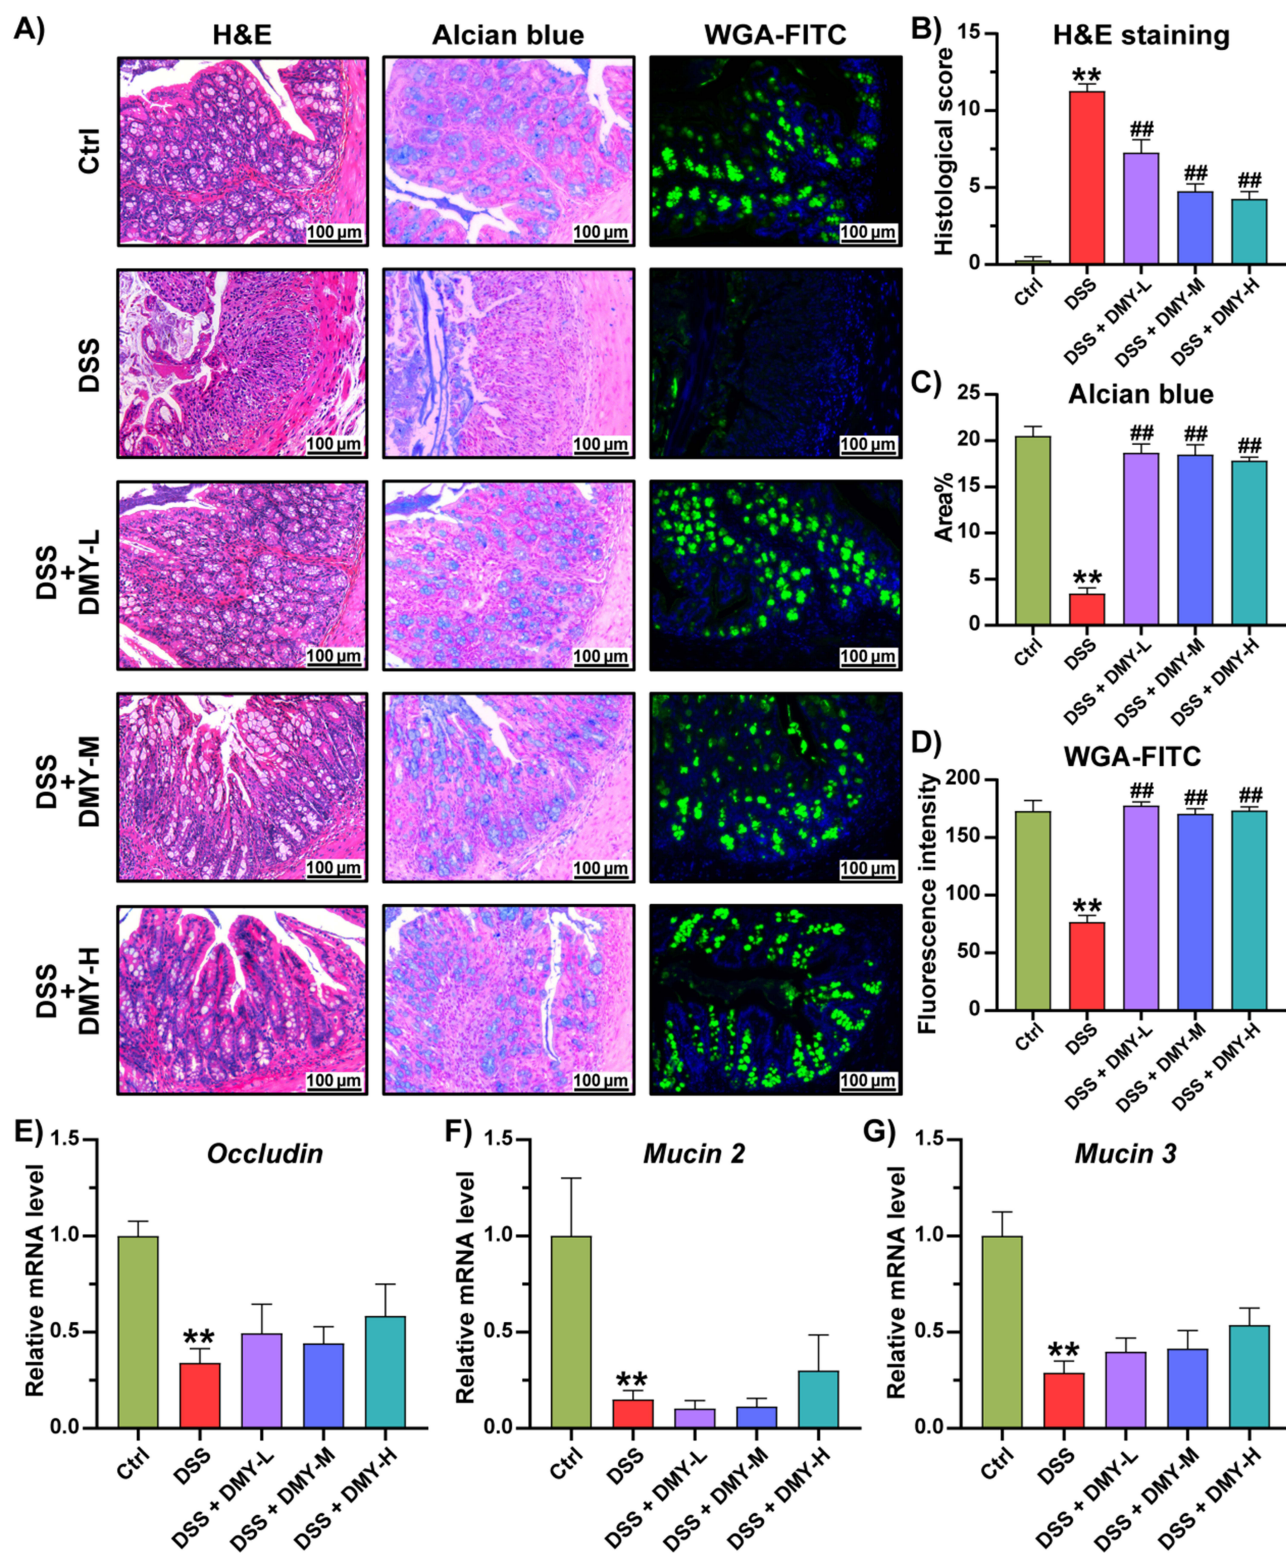 A)
H&E
Alcian blue
WGA-FITC
Ctrl
100 μm
100 μm
100 μm
DSS
100 μm
100 μm
100 μm
DSS
+
DMY-L
100 μm
100 μm
100 μm
DSS
+
DMY-M
100 μm
100 μm
100 μm
DSS
+
DMY-H
100 μm
100 μm
100 μm
B)
H&E staining
Histological score
15
10
5
0
**
##
##
##
Ctrl
DSS
DSS + DMY-L
DSS + DMY-M
DSS + DMY-H
C)
Alcian blue
Area%
25
20
15
10
5
0
**
##
##
##
Ctrl
DSS
DSS + DMY-L
DSS + DMY-M
DSS + DMY-H
D)
WGA-FITC
Fluorescence intensity
200
150
100
50
0
**
##
##
##
Ctrl
DSS
DSS + DMY-L
DSS + DMY-M
DSS + DMY-H
E)
Occludin
Relative mRNA level
1.5
1.0
0.5
0.0
**
Ctrl
DSS
DSS + DMY-L
DSS + DMY-M
DSS + DMY-H
F)
Mucin 2
Relative mRNA level
1.5
1.0
0.5
0.0
**
Ctrl
DSS
DSS + DMY-L
DSS + DMY-M
DSS + DMY-H
G)
Mucin 3
Relative mRNA level
1.5
1.0
0.5
0.0
**
Ctrl
DSS
DSS + DMY-L
DSS + DMY-M
DSS + DMY-H